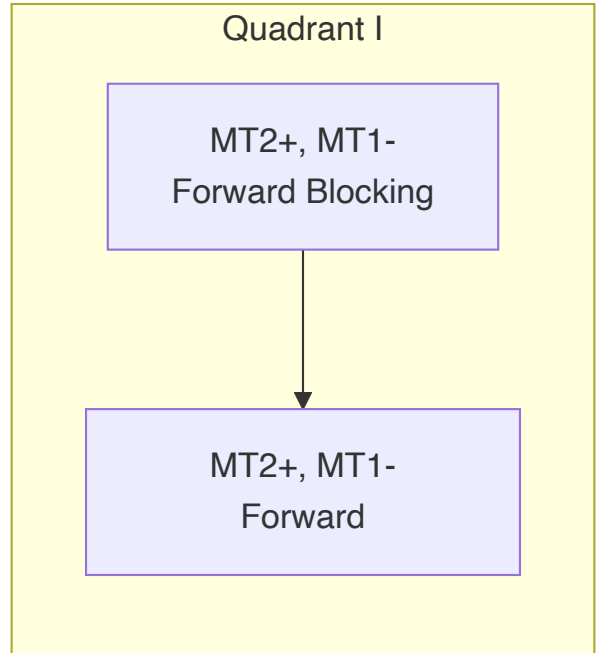 Quadrant I
MT2+, MT1-
Forward Blocking
MT2+, MT1-
Forward